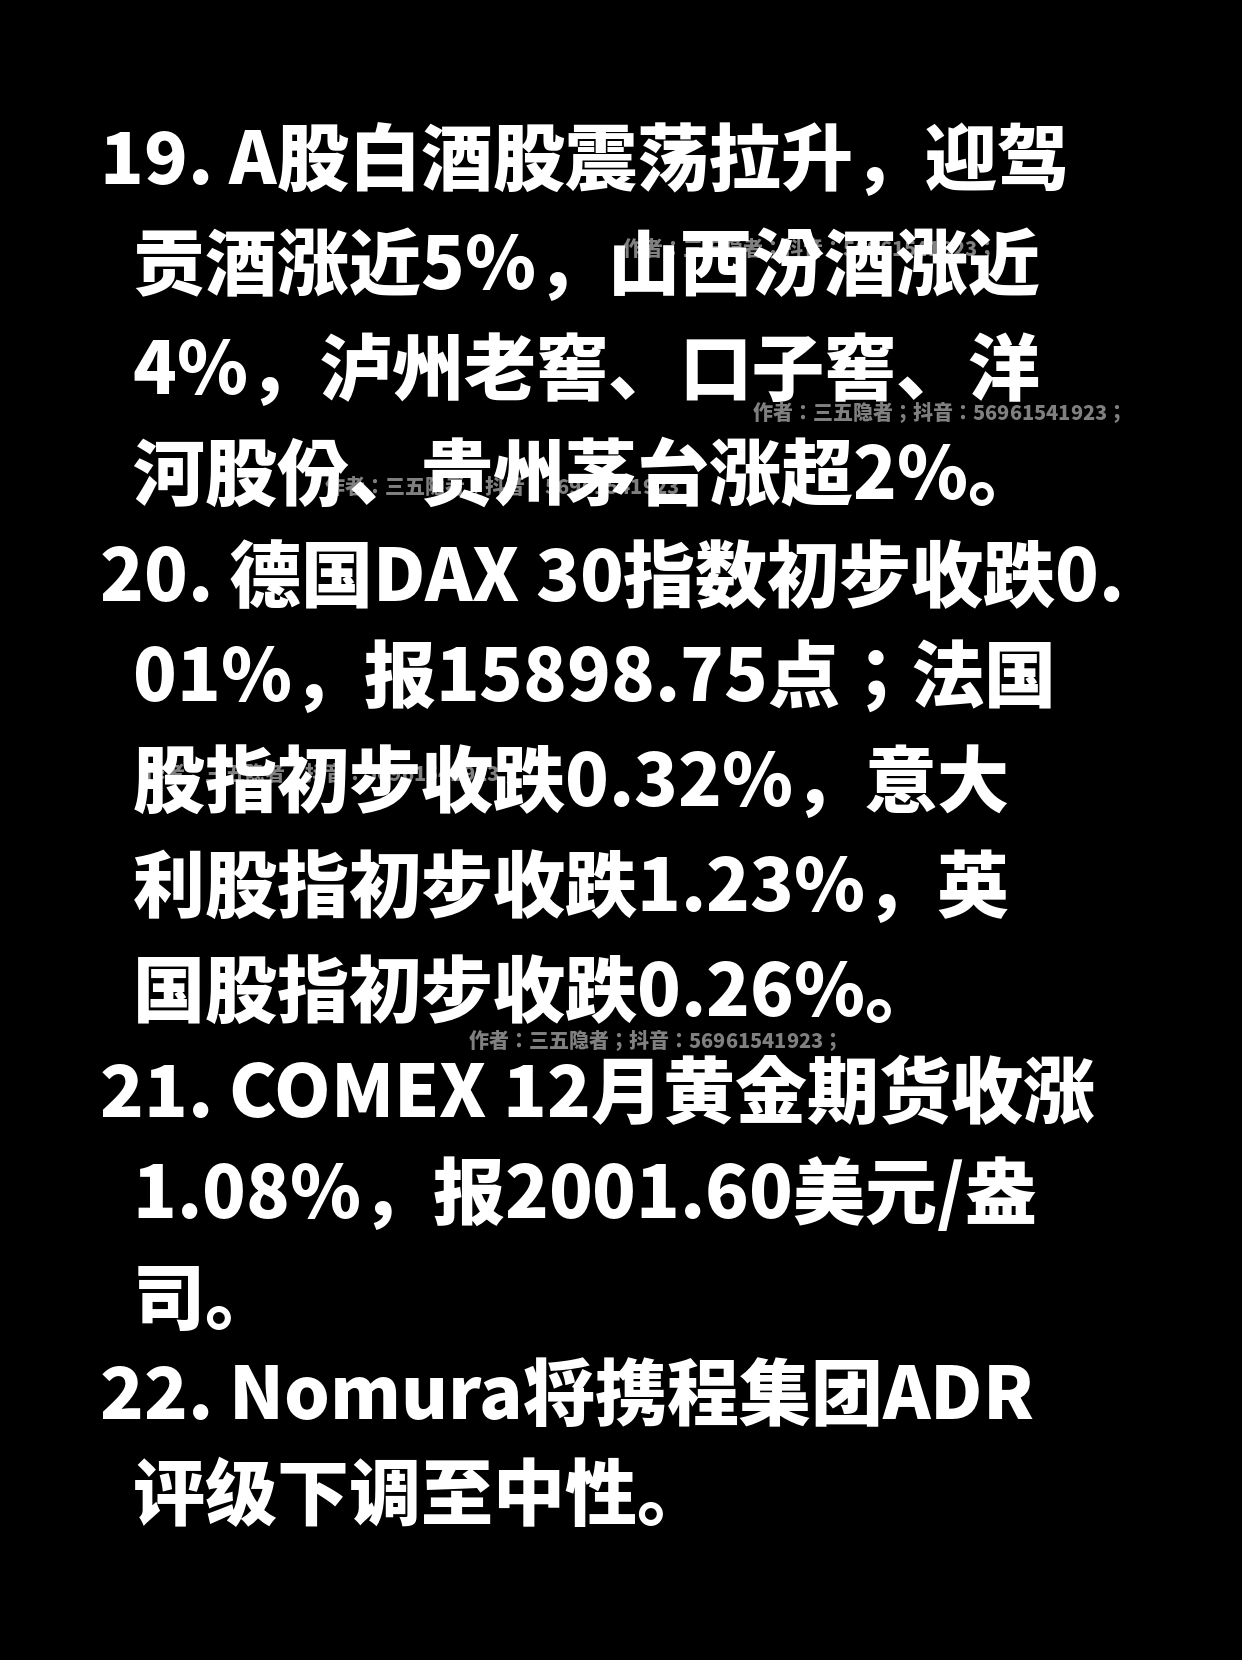 19. A股白酒股震荡拉升，迎驾
贡酒涨近5%，山西汾酒涨近
4%，泸州老窖、口子窖、洋
作者：三五隐者；抖音：56961541923；
河股份、贵州茅台涨超2%。
20. 德国DAX 30指数初步收跌0.
01%，报15898.75点；法国
股指初步收跌0.32%，意大
利股指初步收跌1.23%，英
国股指初步收跌0.26%。
作者：三五隐者；抖音：56961541923；
21. COMEX 12月黄金期货收涨
1.08%，报2001.60美元/盎
司。
22. Nomura将携程集团ADR
评级下调至中性。